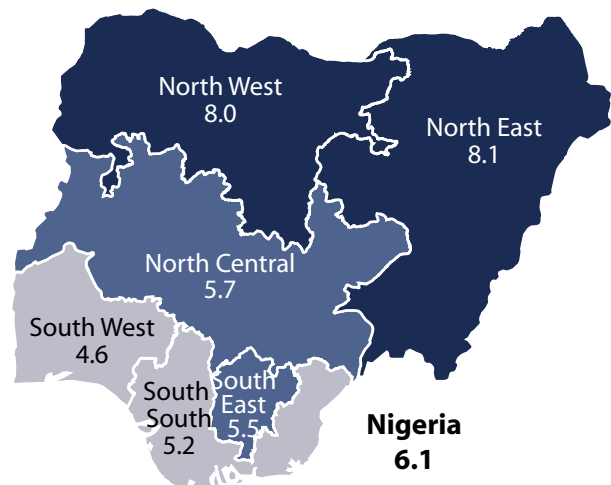 North West
8.0
North East
8.1
North Central
5.7
South West
4.6
South
South
5.2
South
East
5.5
Nigeria
6.1